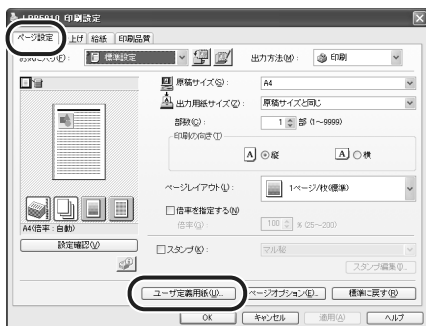 LBP5910 印刷設定
ページ設定 上げ 給紙 印刷品質
お気に入り(F): 標準設定 出力方法(M): 印刷
原稿サイズ(S): A4
出力用紙サイズ(Z): 原稿サイズと同じ
部数(C): 1 部 (1～9999)
印刷の向き(T)
A 縦 A 横
ページレイアウト(L): 1ページ/枚(標準)
倍率を指定する(N)
倍率(G): 100 % (25～200)
A4(倍率:自動)
設定確認(V)
スタンプ(K): マル秘
スタンプ編集(I)...
ユーザ定義用紙(U)... ページオプション(E)... 標準に戻す(R)
OK キャンセル 適用(A) ヘルプ